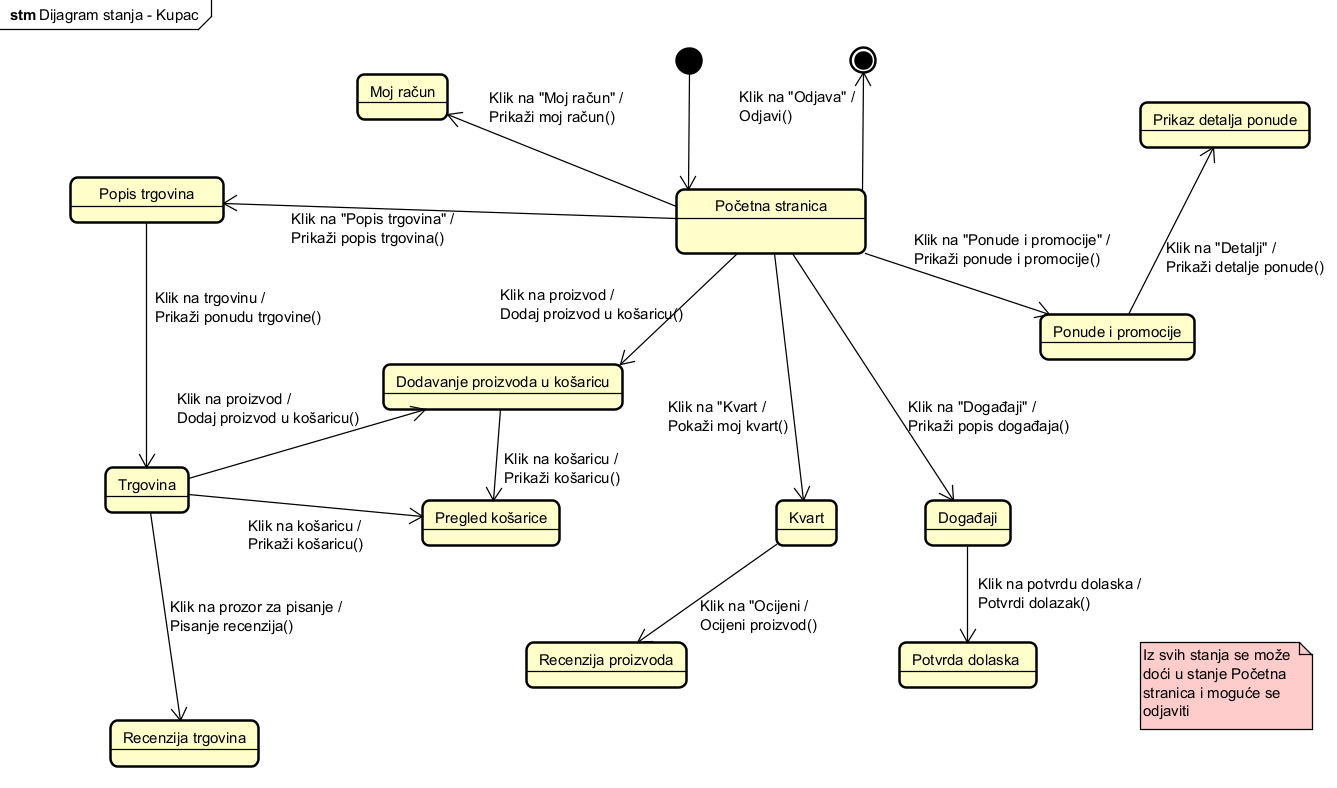 stm Dijagram stanja - Kupac
Moj račun
Klik na "Moj račun" /
Prikaži moj račun()
Klik na "Odjava" /
Odjavi()
Prikaz detalja ponude
Popis trgovina
Klik na "Popis trgovina" /
Prikaži popis trgovina()
Početna stranica
Klik na "Ponude i promocije" /
Prikaži ponude i promocije()
Klik na "Detalji" /
Prikaži detalje ponude()
Klik na trgovinu /
Prikaži ponudu trgovine()
Klik na proizvod /
Dodaj proizvod u košaricu()
Ponude i promocije
Dodavanje proizvoda u košaricu
Klik na proizvod /
Dodaj proizvod u košaricu()
Klik na "Kvart /
Pokaži moj kvart()
Klik na "Događaji" /
Prikaži popis događaja()
Trgovina
Klik na košaricu /
Prikaži košaricu()
Klik na košaricu /
Prikaži košaricu()
Pregled košarice
Kvart
Događaji
Klik na prozor za pisanje /
Pisanje recenzija()
Klik na "Ocijeni /
Ocijeni proizvod()
Klik na potvrdu dolaska /
Potvrdi dolazak()
Recenzija proizvoda
Potvrda dolaska
Iz svih stanja se može
doći u stanje Početna
stranica i moguće se
odjaviti
Recenzija trgovina